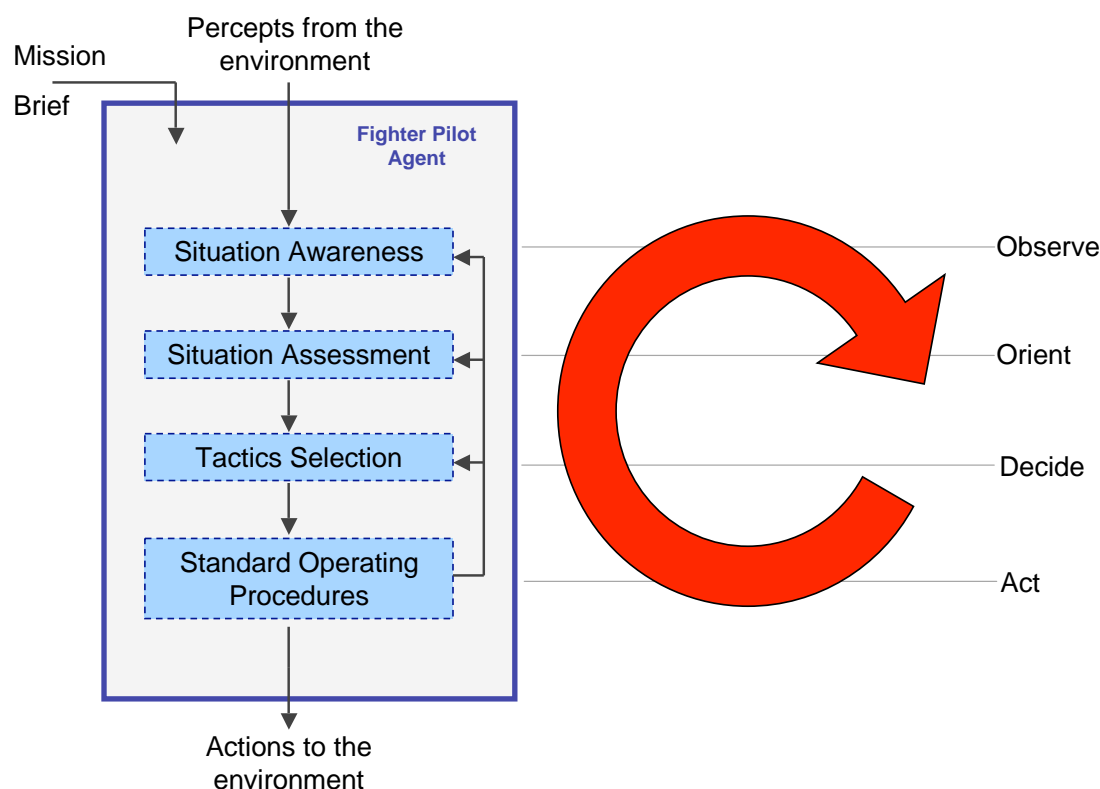 Percepts from the
environment
Mission
Brief
Fighter Pilot
Agent
Situation Awareness
Situation Assessment
Tactics Selection
Standard Operating
Procedures
Actions to the
environment
Observe
Orient
Decide
Act